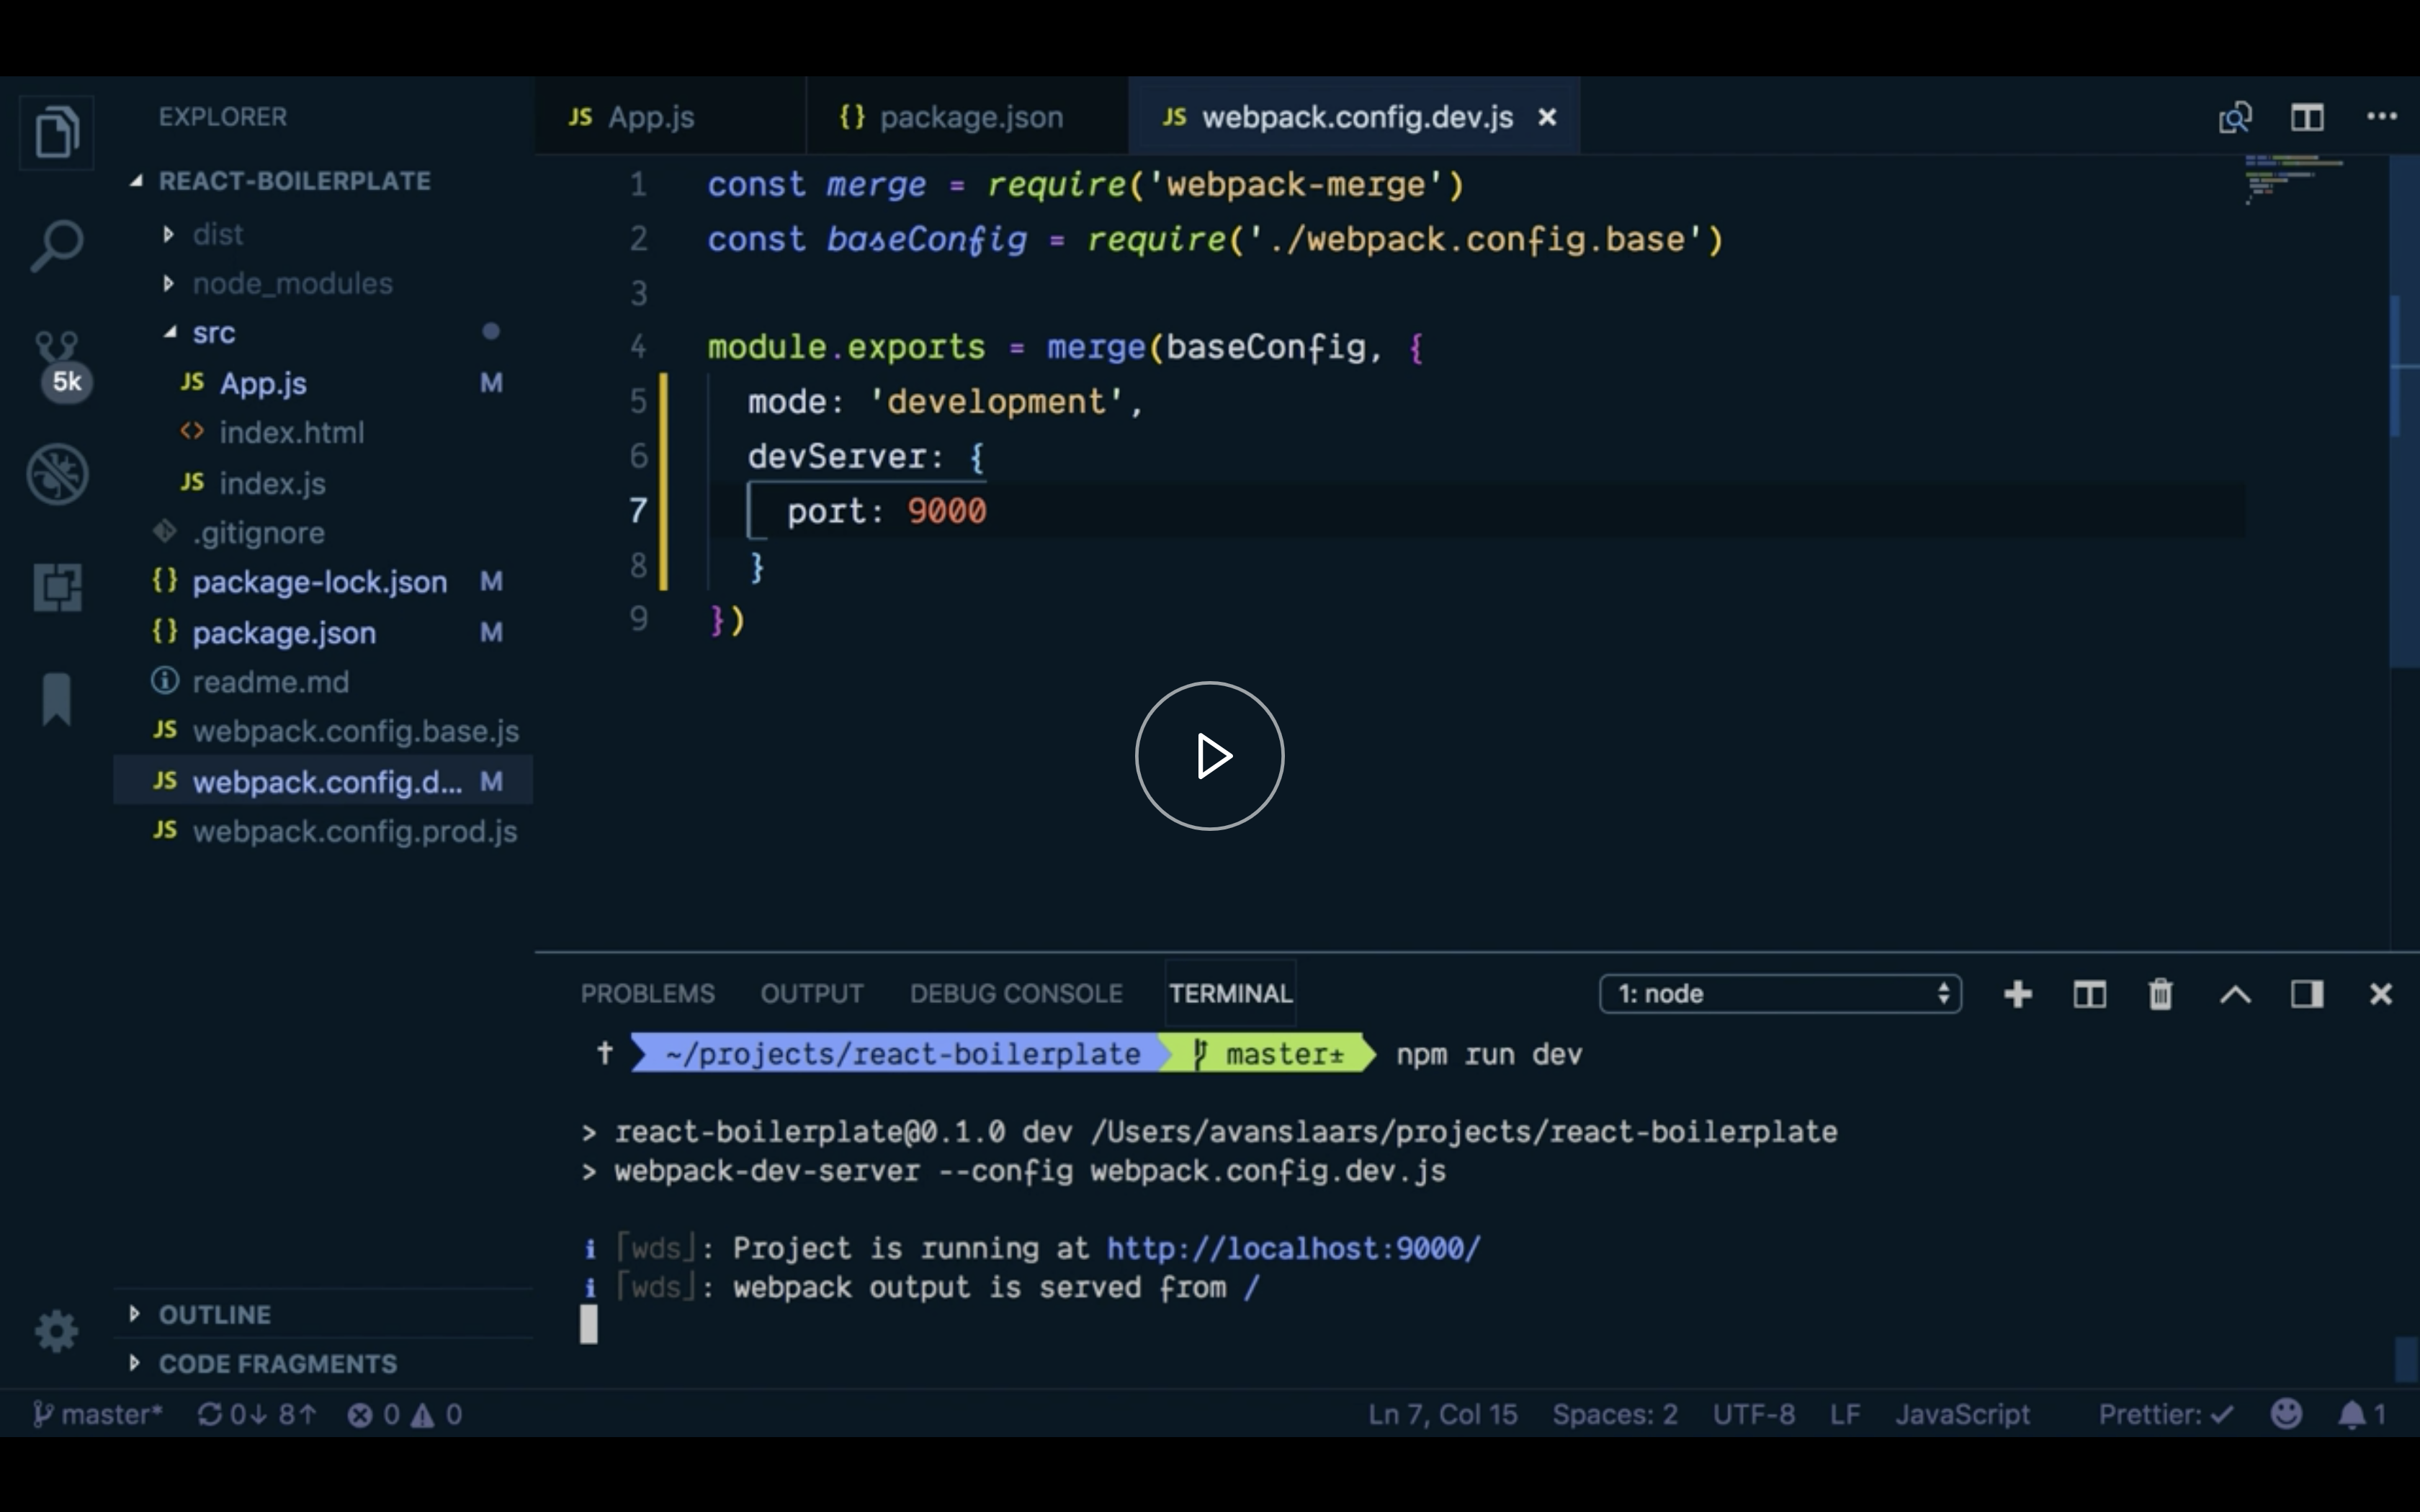 EXPLORER
REACT-BOILERPLATE
dist
node_modules
src
JS App.js M
<> index.html
JS index.js
.gitignore
{} package-lock.json M
{} package.json M
readme.md
JS webpack.config.base.js
JS webpack.config.d... M
JS webpack.config.prod.js
5k
OUTLINE
CODE FRAGMENTS
JS App.js {} package.json JS webpack.config.dev.js ×
1 const merge = require('webpack-merge')
2 const baseConfig = require('./webpack.config.base')
3
4 module.exports = merge(baseConfig, {
5 mode: 'development',
6 devServer: {
7 port: 9000
8 }
9 })
PROBLEMS OUTPUT DEBUG CONSOLE TERMINAL 1: node
† ~/projects/react-boilerplate master± npm run dev
> react-boilerplate@0.1.0 dev /Users/avanslaars/projects/react-boilerplate
> webpack-dev-server --config webpack.config.dev.js
i ｢wds｣: Project is running at http://localhost:9000/
i ｢wds｣: webpack output is served from /
master* 0↓ 8↑ 0 0 Ln 7, Col 15 Spaces: 2 UTF-8 LF JavaScript Prettier: ✓ 1